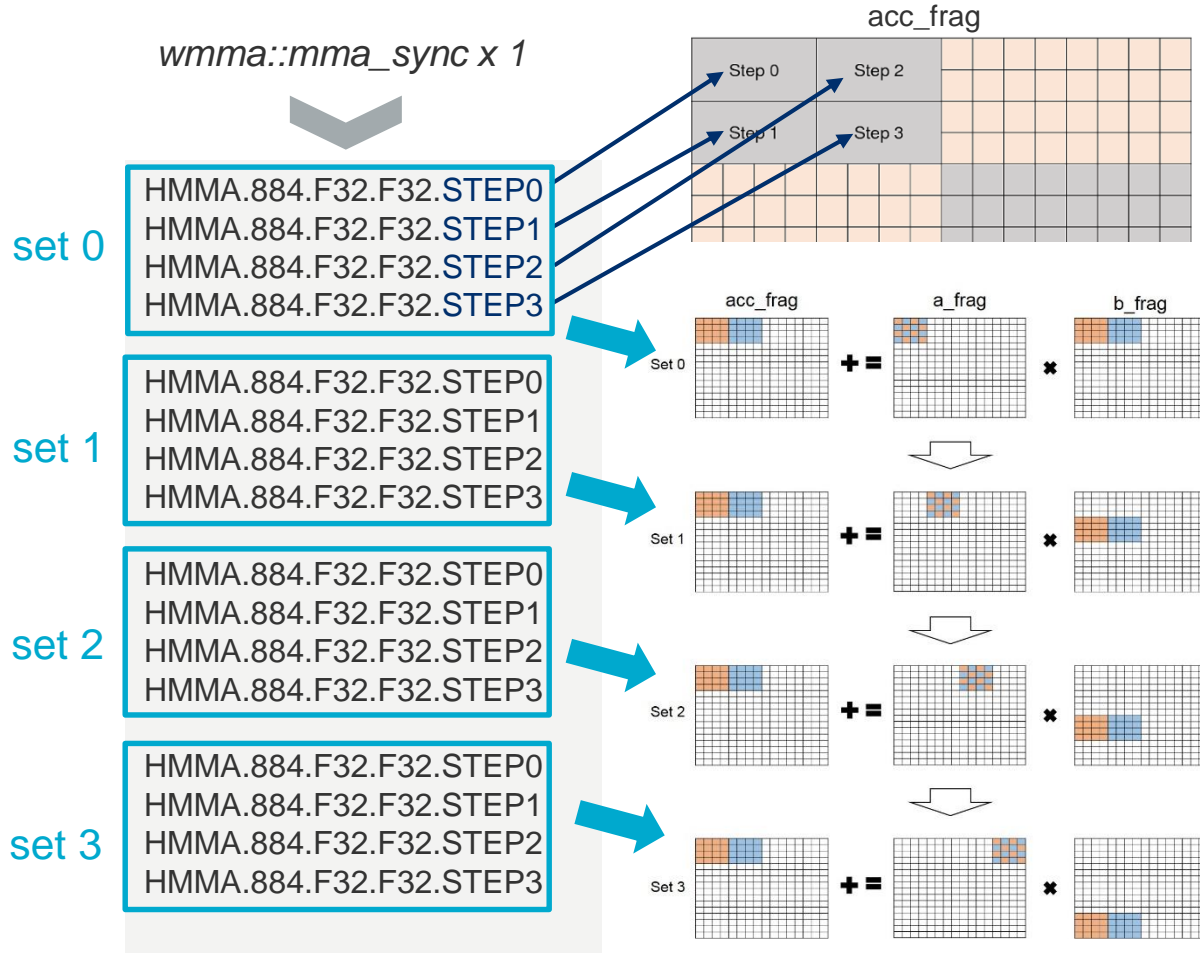 wmma::mma_sync x 1
set 0
HMMA.884.F32.F32.STEP0
HMMA.884.F32.F32.STEP1
HMMA.884.F32.F32.STEP2
HMMA.884.F32.F32.STEP3
set 1
HMMA.884.F32.F32.STEP0
HMMA.884.F32.F32.STEP1
HMMA.884.F32.F32.STEP2
HMMA.884.F32.F32.STEP3
set 2
HMMA.884.F32.F32.STEP0
HMMA.884.F32.F32.STEP1
HMMA.884.F32.F32.STEP2
HMMA.884.F32.F32.STEP3
set 3
HMMA.884.F32.F32.STEP0
HMMA.884.F32.F32.STEP1
HMMA.884.F32.F32.STEP2
HMMA.884.F32.F32.STEP3
acc_frag
Step 0 Step 2
Step 1 Step 3
acc_frag a_frag b_frag
Set 0 += ×
Set 1 += ×
Set 2 += ×
Set 3 += ×